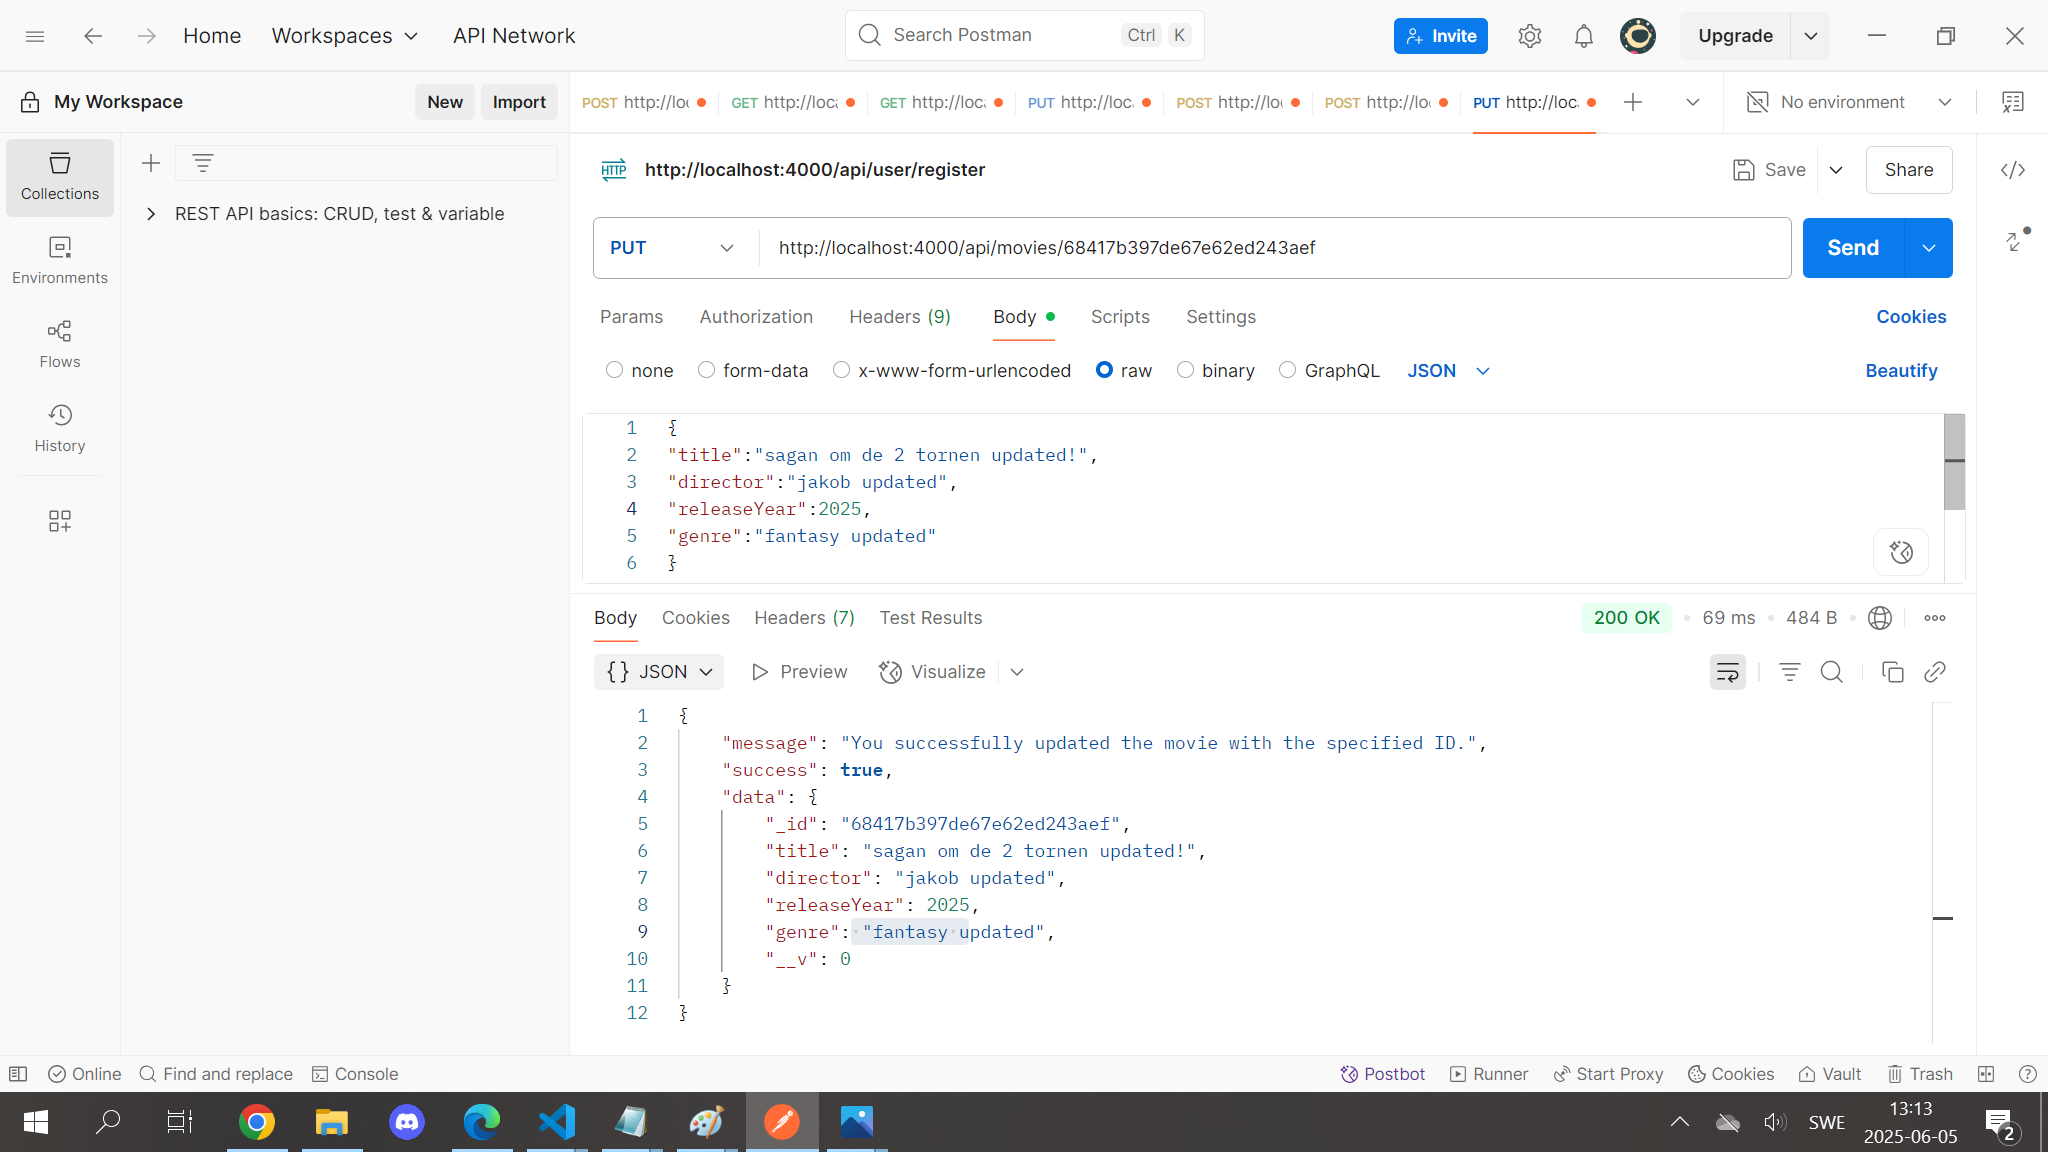 Home Workspaces API Network Search Postman Ctrl K Invite Upgrade
My Workspace New Import POST http://loc GET http://loc GET http://loc PUT http://loc POST http://lo POST http://lo PUT http://loc No environment
Collections
REST API basics: CRUD, test & variable
Environments
Flows
History
HTTP http://localhost:4000/api/user/register Save Share
PUT http://localhost:4000/api/movies/68417b397de67e62ed243aef Send
Params Authorization Headers (9) Body Scripts Settings Cookies
none form-data x-www-form-urlencoded raw binary GraphQL JSON Beautify
1 {
2 "title":"sagan om de 2 tornen updated!",
3 "director":"jakob updated",
4 "releaseYear":2025,
5 "genre":"fantasy updated"
6 }
Body Cookies Headers (7) Test Results 200 OK 69 ms 484 B
{} JSON Preview Visualize
1 {
2 "message": "You successfully updated the movie with the specified ID.",
3 "success": true,
4 "data": {
5 "_id": "68417b397de67e62ed243aef",
6 "title": "sagan om de 2 tornen updated!",
7 "director": "jakob updated",
8 "releaseYear": 2025,
9 "genre": "fantasy updated",
10 "__v": 0
11 }
12 }
Online Find and replace Console Postbot Runner Start Proxy Cookies Vault Trash
SWE 13:13
2025-06-05 2